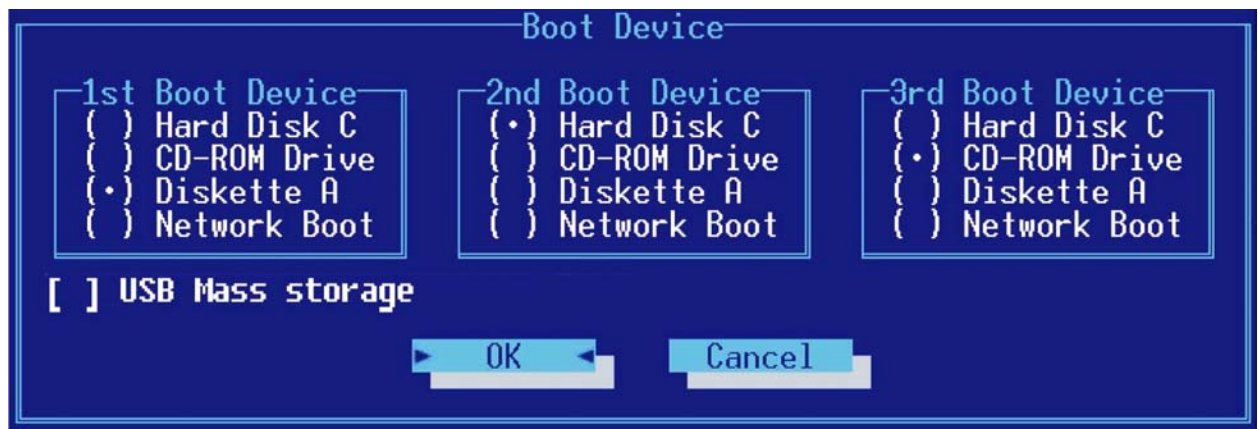 Boot Device
1st Boot Device
( ) Hard Disk C
( ) CD-ROM Drive
(•) Diskette A
( ) Network Boot
2nd Boot Device
(•) Hard Disk C
( ) CD-ROM Drive
( ) Diskette A
( ) Network Boot
3rd Boot Device
( ) Hard Disk C
(•) CD-ROM Drive
( ) Diskette A
( ) Network Boot
[ ] USB Mass storage
OK
Cancel